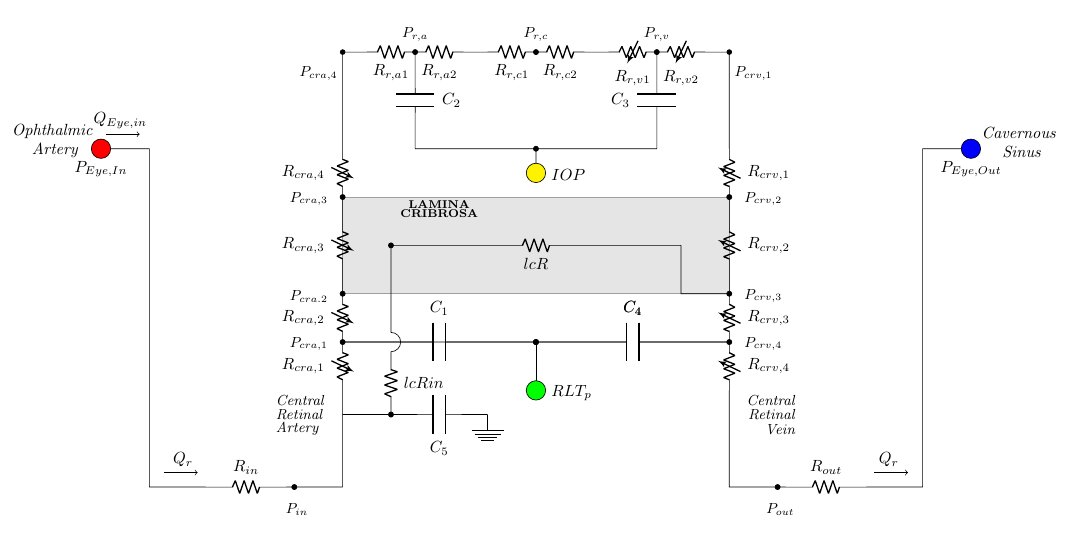 P_{r,a} P_{r,c} P_{r,v}
P_{cra,4} R_{r,a1} R_{r,a2} R_{r,c1} R_{r,c2} R_{r,v1} R_{r,v2} P_{crv,1}
C_2 C_3
Q_{Eye,in}
Ophthalmic
Artery
P_{Eye,In}
Cavernous
Sinus
P_{Eye,Out}
R_{cra,4} IOP R_{crv,1}
P_{cra,3} P_{crv,2}
LAMINA
CRIBROSA
R_{cra,3} R_{crv,2}
lcR
P_{cra.2} P_{crv,3}
C_1 C_4
R_{cra,2} R_{crv,3}
P_{cra,1} P_{crv,4}
R_{cra,1} R_{crv,4}
lcRin RLT_p
Central
Retinal
Artery
Central
Retinal
Vein
C_5
Q_r R_{in} R_{out} Q_r
P_{in} P_{out}